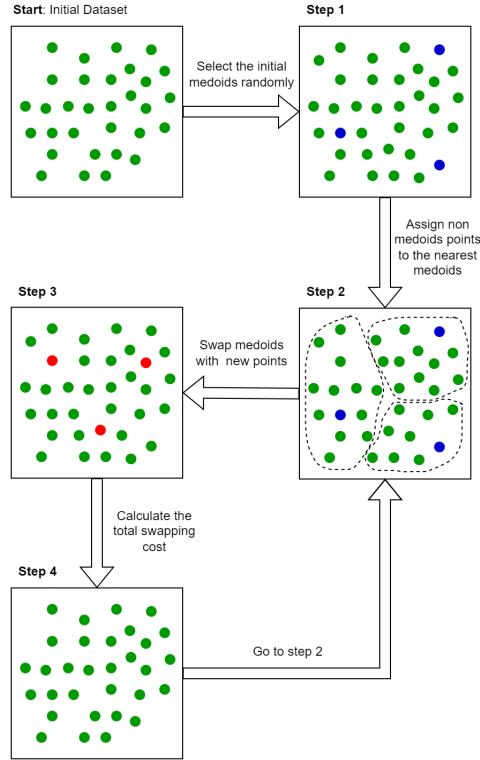 Start: Initial Dataset
Step 1
Select the initial
medoids randomly
Assign non
medoids points
to the nearest
medoids
Step 3
Step 2
Swap medoids
with new points
Calculate the
total swapping
cost
Step 4
Go to step 2